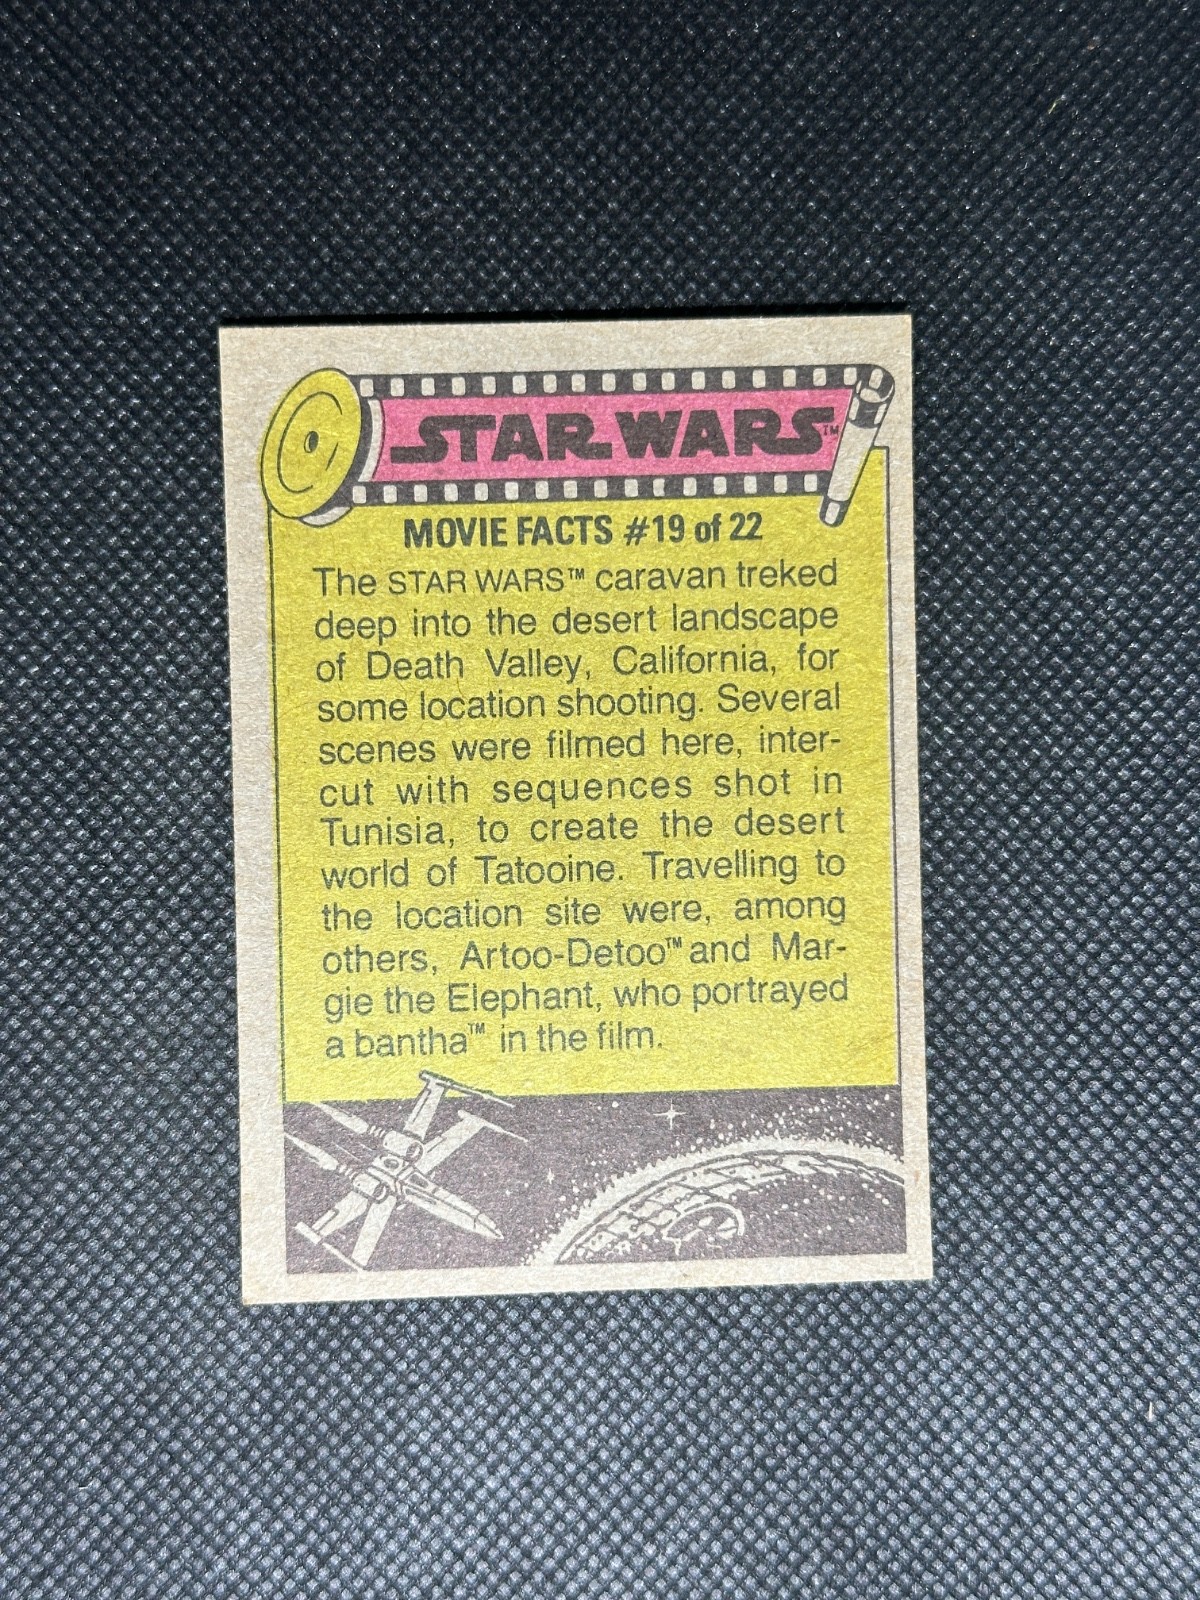 STAR WARS™
MOVIE FACTS #19 of 22
The STAR WARS™ caravan treked
deep into the desert landscape
of Death Valley, California, for
some location shooting. Several
scenes were filmed here, inter-
cut with sequences shot in
Tunisia, to create the desert
world of Tatooine. Travelling to
the location site were, among
others, Artoo-Detoo™ and Mar-
gie the Elephant, who portrayed
a bantha™ in the film.